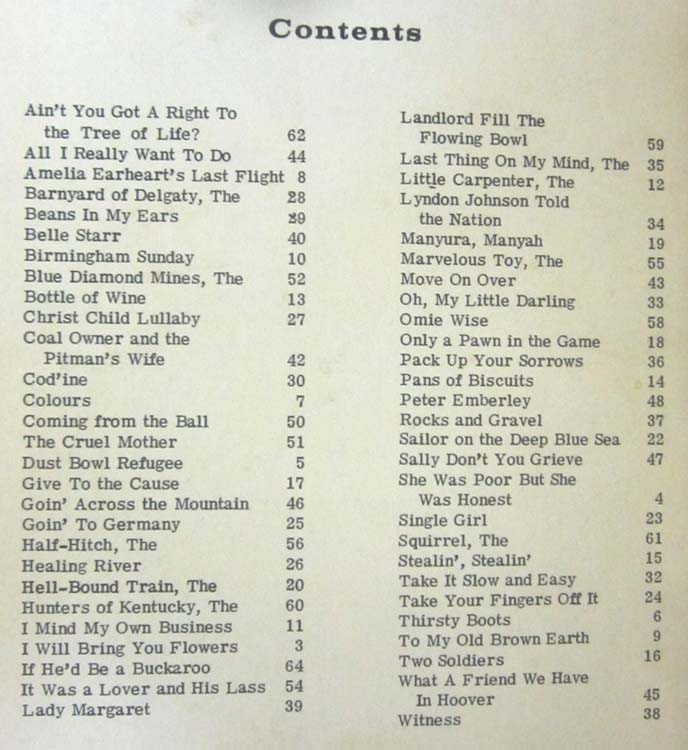 Contents
Ain't You Got A Right To
the Tree of Life? 62
All I Really Want To Do 44
Amelia Earheart's Last Flight 8
Barnyard of Delgaty, The 28
Beans In My Ears 29
Belle Starr 40
Birmingham Sunday 10
Blue Diamond Mines, The 52
Bottle of Wine 13
Christ Child Lullaby 27
Coal Owner and the
Pitman's Wife 42
Cod'ine 30
Colours 7
Coming from the Ball 50
The Cruel Mother 51
Dust Bowl Refugee 5
Give To the Cause 17
Goin' Across the Mountain 46
Goin' To Germany 25
Half-Hitch, The 56
Healing River 26
Hell-Bound Train, The 20
Hunters of Kentucky, The 60
I Mind My Own Business 11
I Will Bring You Flowers 3
If He'd Be a Buckaroo 64
It Was a Lover and His Lass 54
Lady Margaret 39
Landlord Fill The
Flowing Bowl 59
Last Thing On My Mind, The 35
Little Carpenter, The 12
Lyndon Johnson Told
the Nation 34
Manyura, Manyah 19
Marvelous Toy, The 55
Move On Over 43
Oh, My Little Darling 33
Omie Wise 58
Only a Pawn in the Game 18
Pack Up Your Sorrows 36
Pans of Biscuits 14
Peter Emberley 48
Rocks and Gravel 37
Sailor on the Deep Blue Sea 22
Sally Don't You Grieve 47
She Was Poor But She
Was Honest 4
Single Girl 23
Squirrel, The 61
Stealin', Stealin' 15
Take It Slow and Easy 32
Take Your Fingers Off It 24
Thirsty Boots 6
To My Old Brown Earth 9
Two Soldiers 16
What A Friend We Have
In Hoover 45
Witness 38